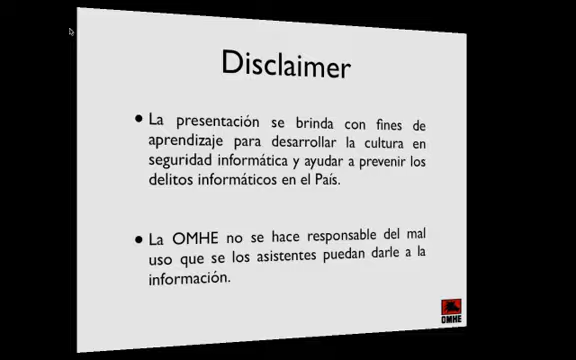 Disclaimer
• La presentación se brinda con fines de
aprendizaje para desarrollar la cultura en
seguridad informática y ayudar a prevenir los
delitos informáticos en el País.
• La OMHE no se hace responsable del mal
uso que se los asistentes puedan darle a la
información.
OMHE